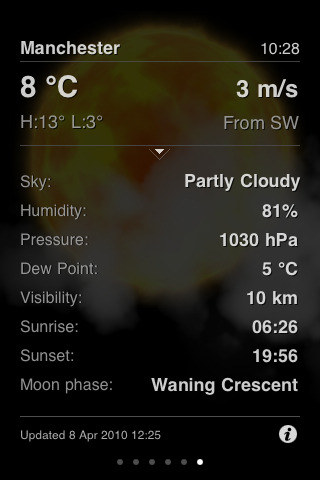 Manchester 10:28
8 °C 3 m/s
H:13° L:3° From SW
Sky: Partly Cloudy
Humidity: 81%
Pressure: 1030 hPa
Dew Point: 5 °C
Visibility: 10 km
Sunrise: 06:26
Sunset: 19:56
Moon phase: Waning Crescent
Updated 8 Apr 2010 12:25 i